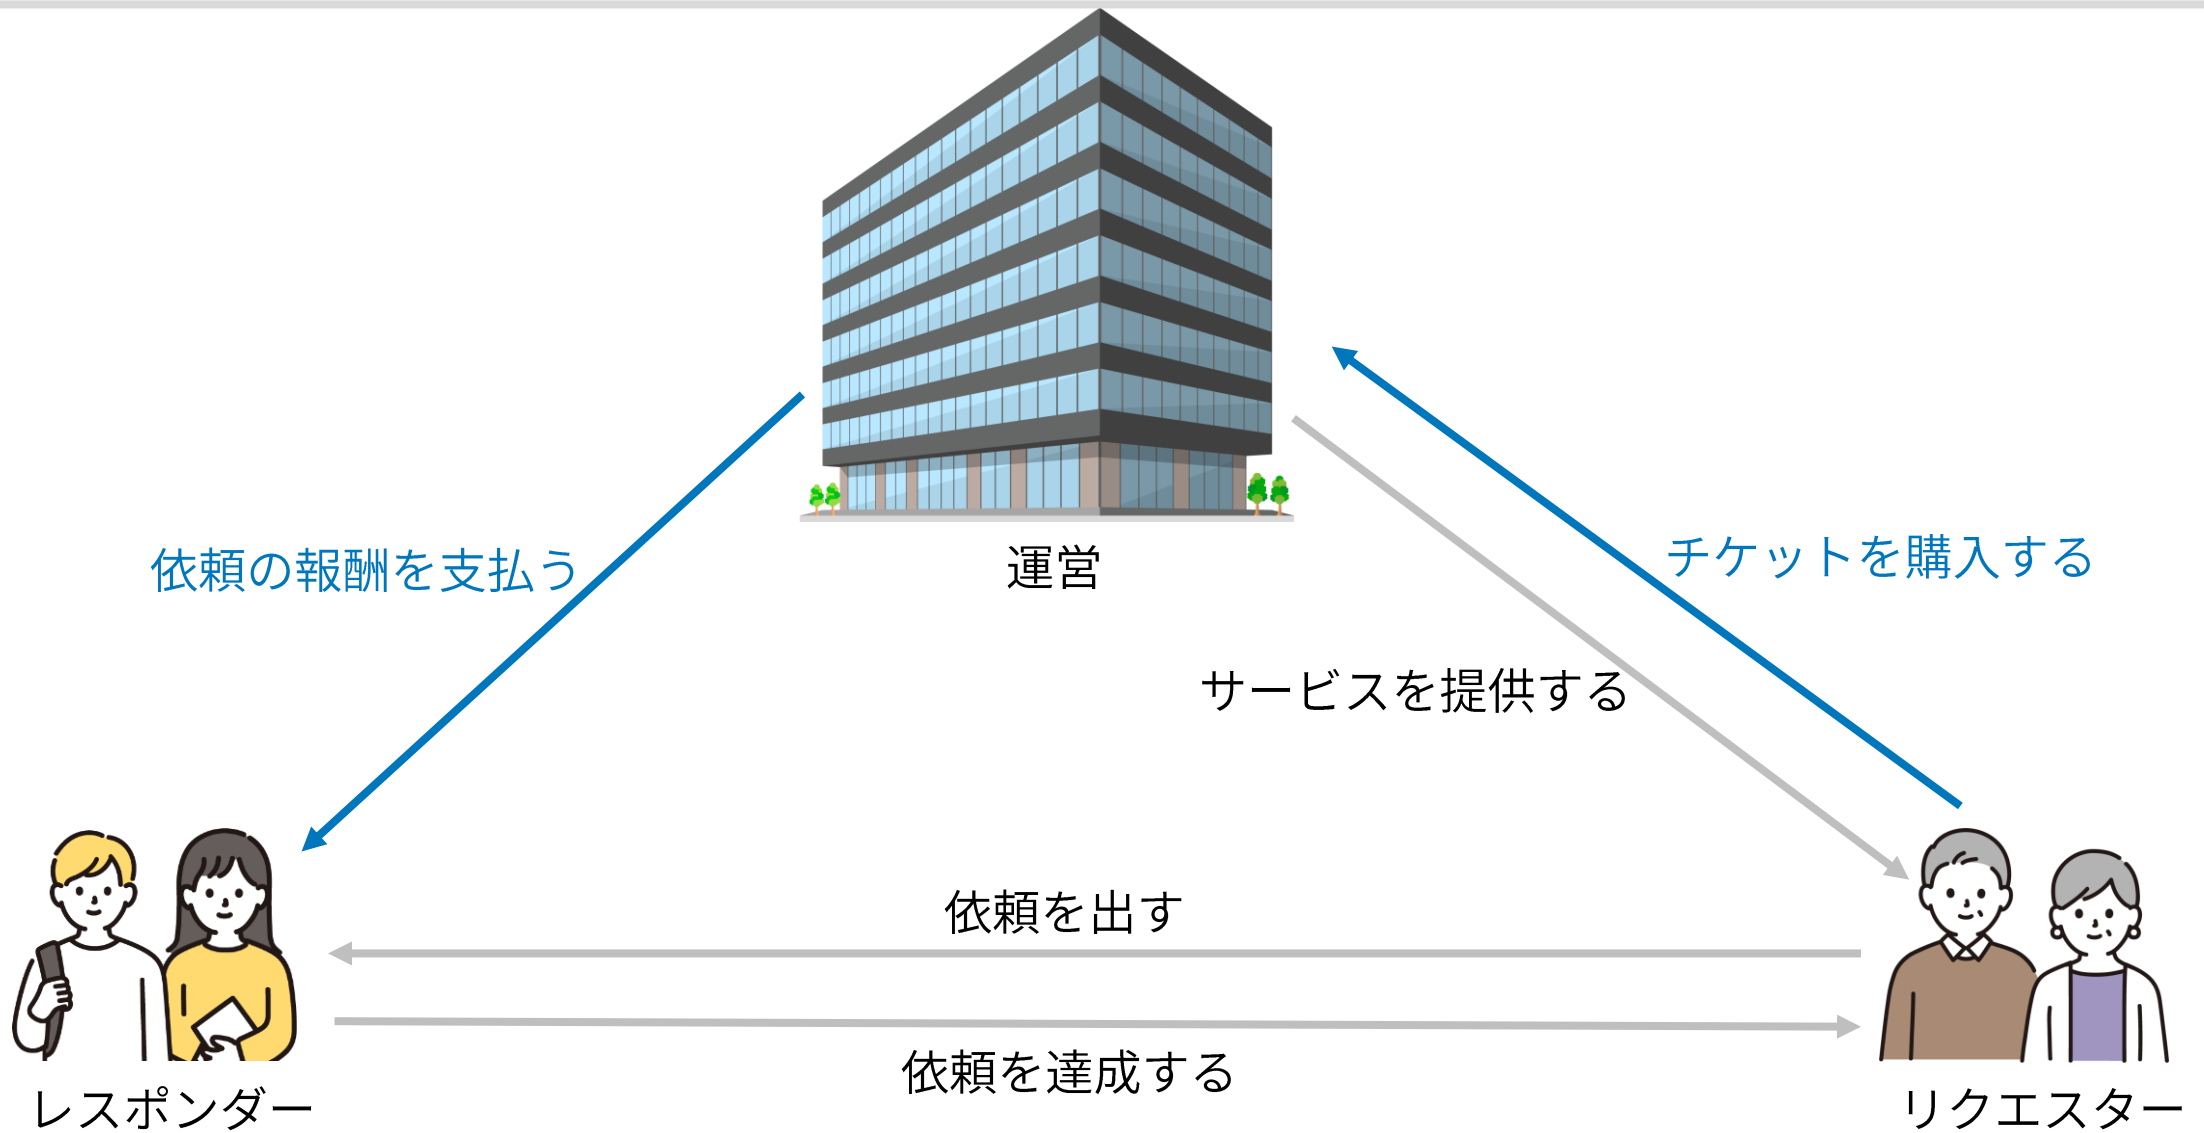 運営
依頼の報酬を支払う
チケットを購入する
サービスを提供する
依頼を出す
依頼を達成する
レスポンダー
リクエスター